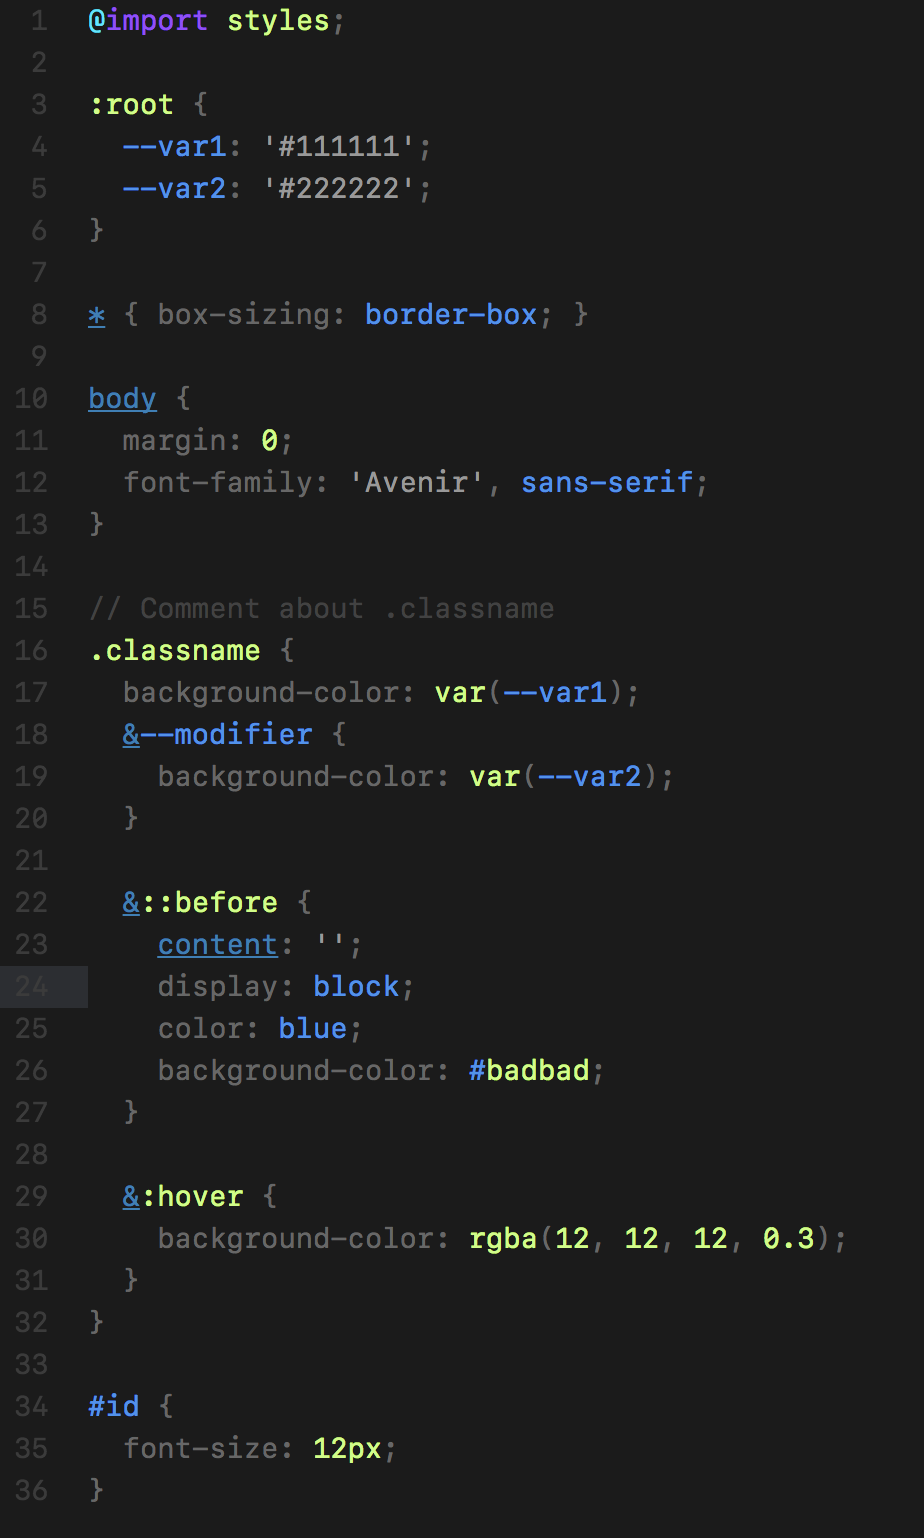 1 @import styles;
2
3 :root {
4   --var1: '#111111';
5   --var2: '#222222';
6 }
7
8 * { box-sizing: border-box; }
9
10 body {
11   margin: 0;
12   font-family: 'Avenir', sans-serif;
13 }
14
15 // Comment about .classname
16 .classname {
17   background-color: var(--var1);
18   &--modifier {
19     background-color: var(--var2);
20   }
21
22   &::before {
23     content: '';
24     display: block;
25     color: blue;
26     background-color: #badbad;
27   }
28
29   &:hover {
30     background-color: rgba(12, 12, 12, 0.3);
31   }
32 }
33
34 #id {
35   font-size: 12px;
36 }